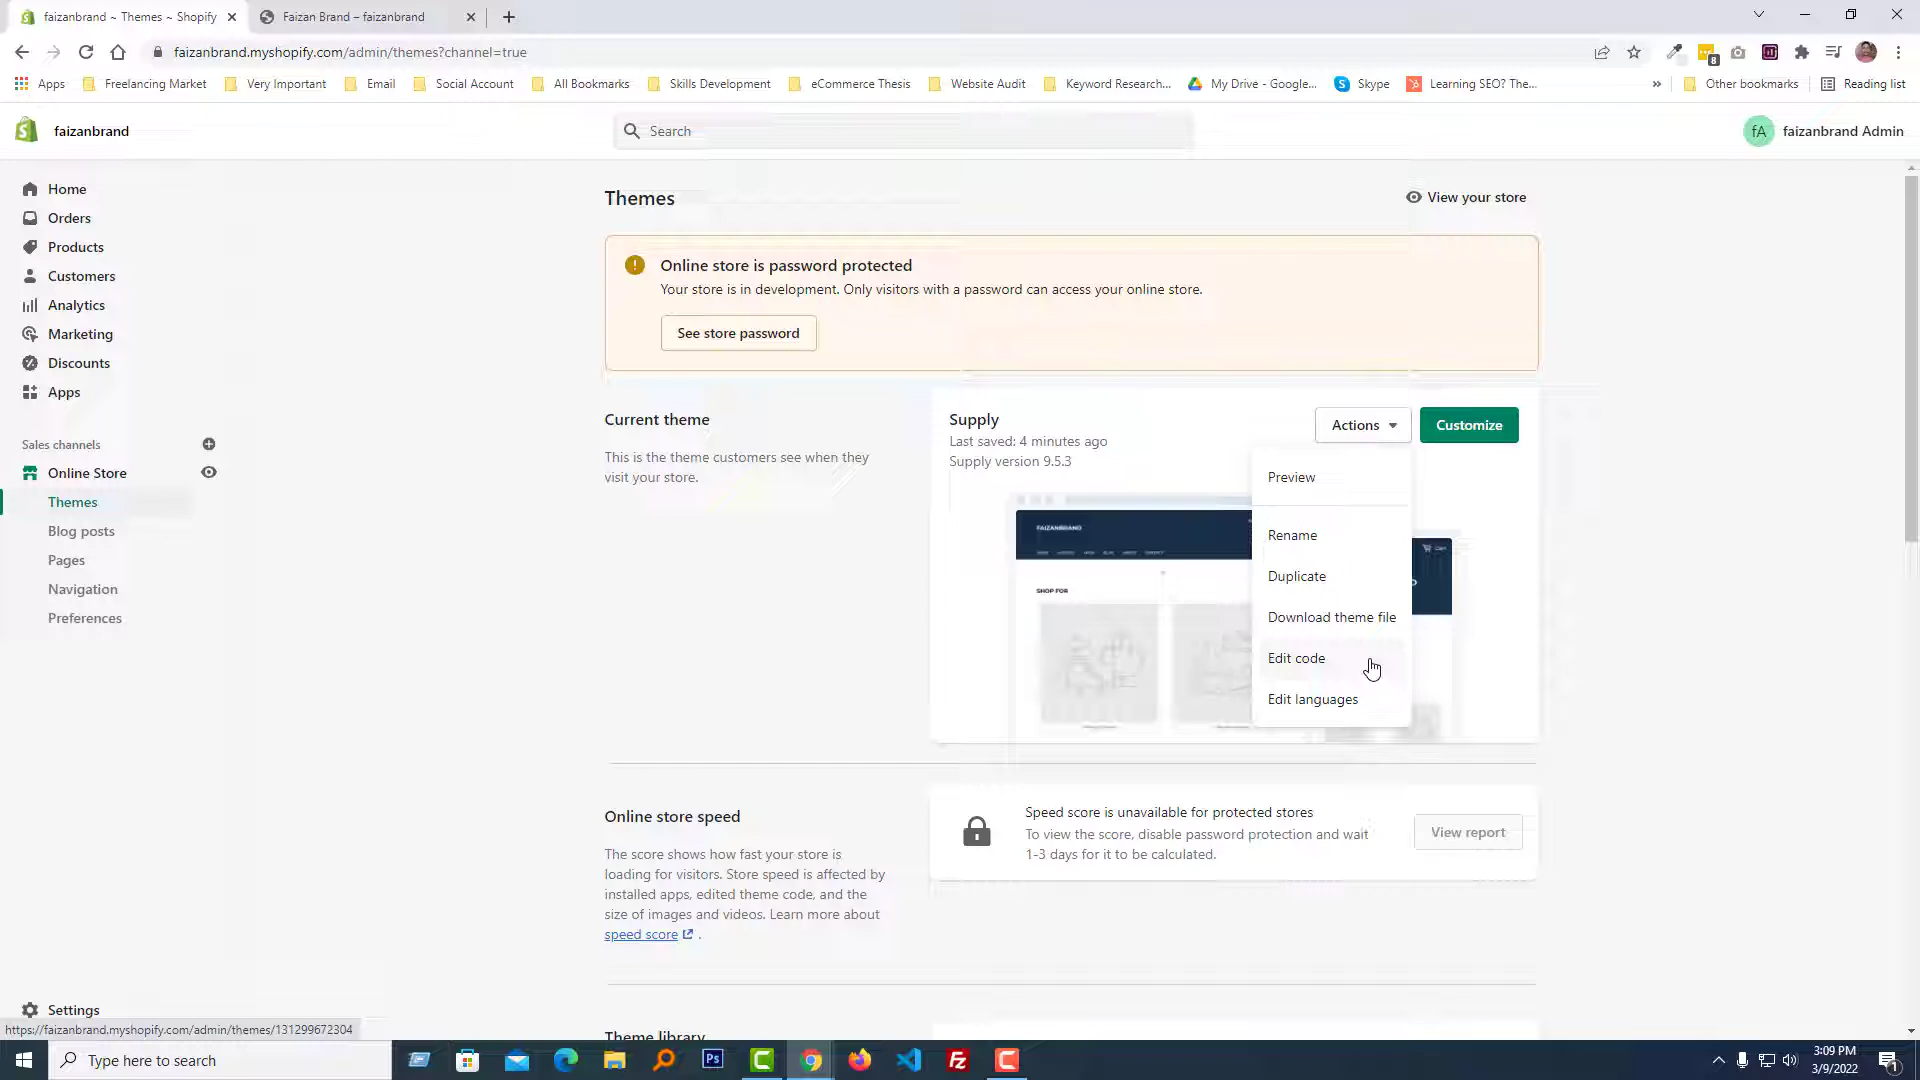 faizanbrand ~ Themes ~ Shopify
Faizan Brand – faizanbrand
faizanbrand.myshopify.com/admin/themes?channel=true
8
Apps
Freelancing Market
Very Important
Email
Social Account
All Bookmarks
Skills Development
eCommerce Thesis
Website Audit
Keyword Research...
My Drive - Google...
Skype
Learning SEO? The...
»
Other bookmarks
Reading list
faizanbrand
Search
fA
faizanbrand Admin
Home
Orders
Products
Customers
Analytics
Marketing
Discounts
Apps
Sales channels
Online Store
Themes
Blog posts
Pages
Navigation
Preferences
Settings
Themes
View your store
Online store is password protected
Your store is in development. Only visitors with a password can access your online store.
See store password
Current theme
This is the theme customers see when they
visit your store.
Supply
Last saved: 4 minutes ago
Supply version 9.5.3
Actions
Customize
Preview
Rename
Duplicate
Download theme file
Edit code
Edit languages
FAIZANBRAND
SHOP FOR
Cart
Online store speed
The score shows how fast your store is
loading for visitors. Store speed is affected by
installed apps, edited theme code, and the
size of images and videos. Learn more about
speed score .
Speed score is unavailable for protected stores
To view the score, disable password protection and wait
1-3 days for it to be calculated.
View report
Theme library
https://faizanbrand.myshopify.com/admin/themes/131299672304
Type here to search
Ps
3:09 PM
3/9/2022
1